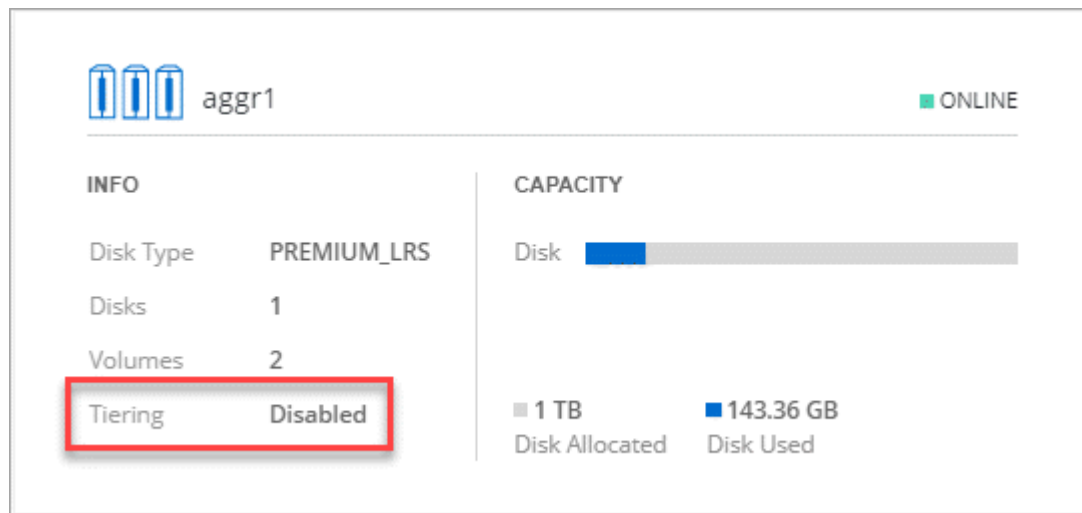 aggr1
ONLINE
INFO
Disk Type PREMIUM_LRS
Disks 1
Volumes 2
Tiering Disabled
CAPACITY
Disk
1 TB 143.36 GB
Disk Allocated Disk Used